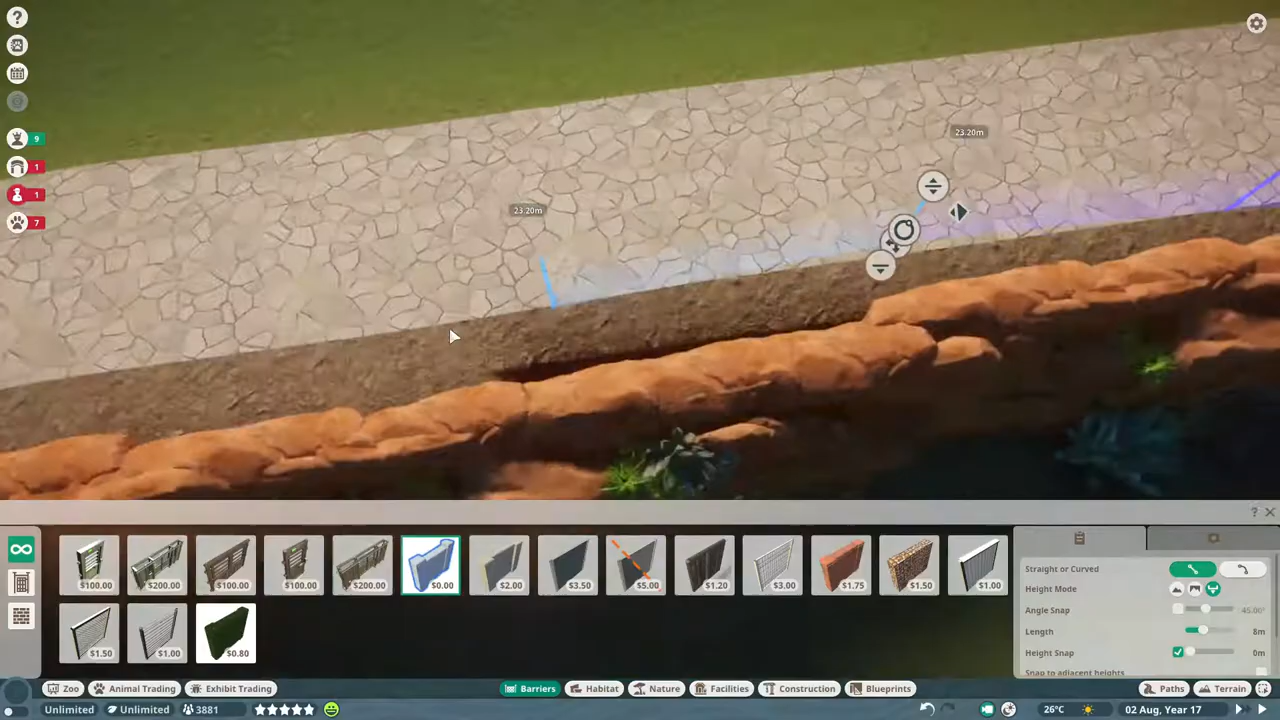 9
1
1
7
23.20m
23.20m
?
$100.00
$200.00
$100.00
$100.00
$200.00
$0.00
$2.00
$3.50
$5.00
$1.20
$3.00
$1.75
$1.50
$1.00
$1.50
$1.00
$0.80
Straight or Curved
Height Mode
Angle Snap 45.00°
Length 8m
Height Snap 0m
Snap to adjacent heights
Zoo
Animal Trading
Exhibit Trading
Barriers
Habitat
Nature
Facilities
Construction
Blueprints
Paths
Terrain
Unlimited
Unlimited
3881
26°C
02 Aug, Year 17